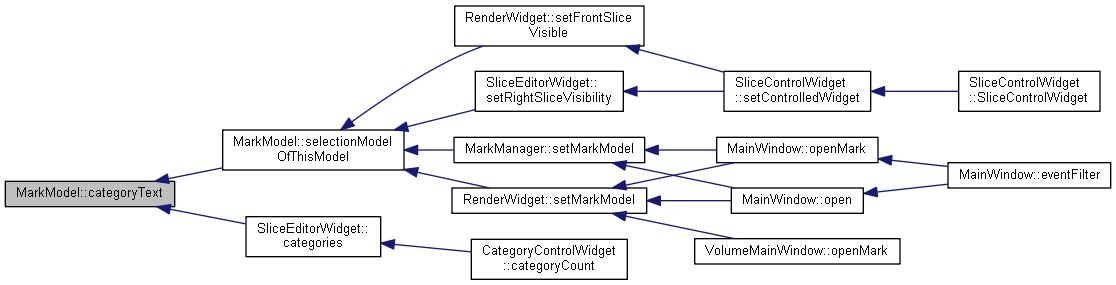 RenderWidget::setFrontSlice
Visible
SliceEditorWidget::
setRightSliceVisibility
SliceControlWidget
::setControlledWidget
SliceControlWidget
::SliceControlWidget
MarkModel::selectionModel
OfThisModel
MarkManager::setMarkModel
MainWindow::openMark
MainWindow::eventFilter
MarkModel::categoryText
RenderWidget::setMarkModel
MainWindow::open
SliceEditorWidget::
categories
CategoryControlWidget
::categoryCount
VolumeMainWindow::openMark